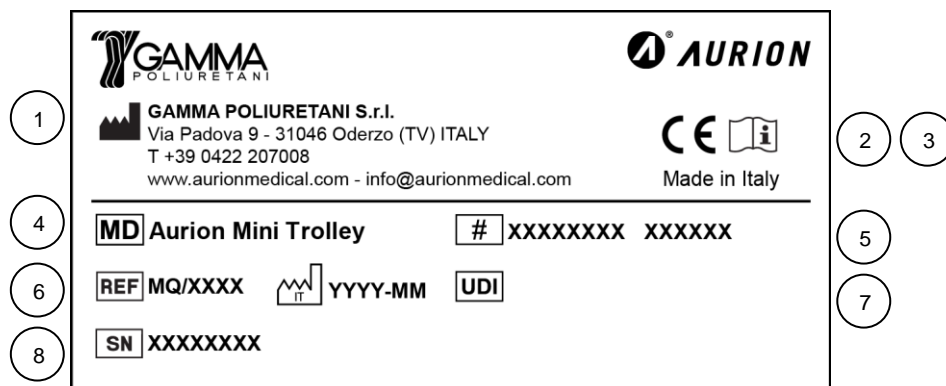 GAMMA
POLIURETANI
AURION
1
GAMMA POLIURETANI S.r.l.
Via Padova 9 - 31046 Oderzo (TV) ITALY
T +39 0422 207008
www.aurionmedical.com - info@aurionmedical.com
CE i
Made in Italy
2 3
4
MD Aurion Mini Trolley
# XXXXXXXX XXXXXX
5
6
REF MQ/XXXX
IT YYYY-MM
UDI
7
8
SN XXXXXXXX